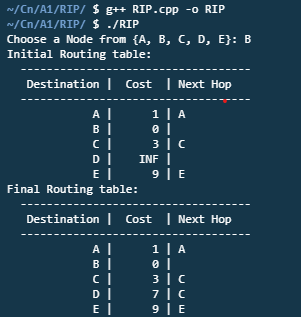 ~/Cn/A1/RIP/ $ g++ RIP.cpp -o RIP
~/Cn/A1/RIP/ $ ./RIP
Choose a Node from {A, B, C, D, E}: B
Initial Routing table:
-----------------------------------
Destination | Cost | Next Hop
-----------------------------------
A | 1 | A
B | 0 |
C | 3 | C
D | INF |
E | 9 | E
Final Routing table:
-----------------------------------
Destination | Cost | Next Hop
-----------------------------------
A | 1 | A
B | 0 |
C | 3 | C
D | 7 | C
E | 9 | E